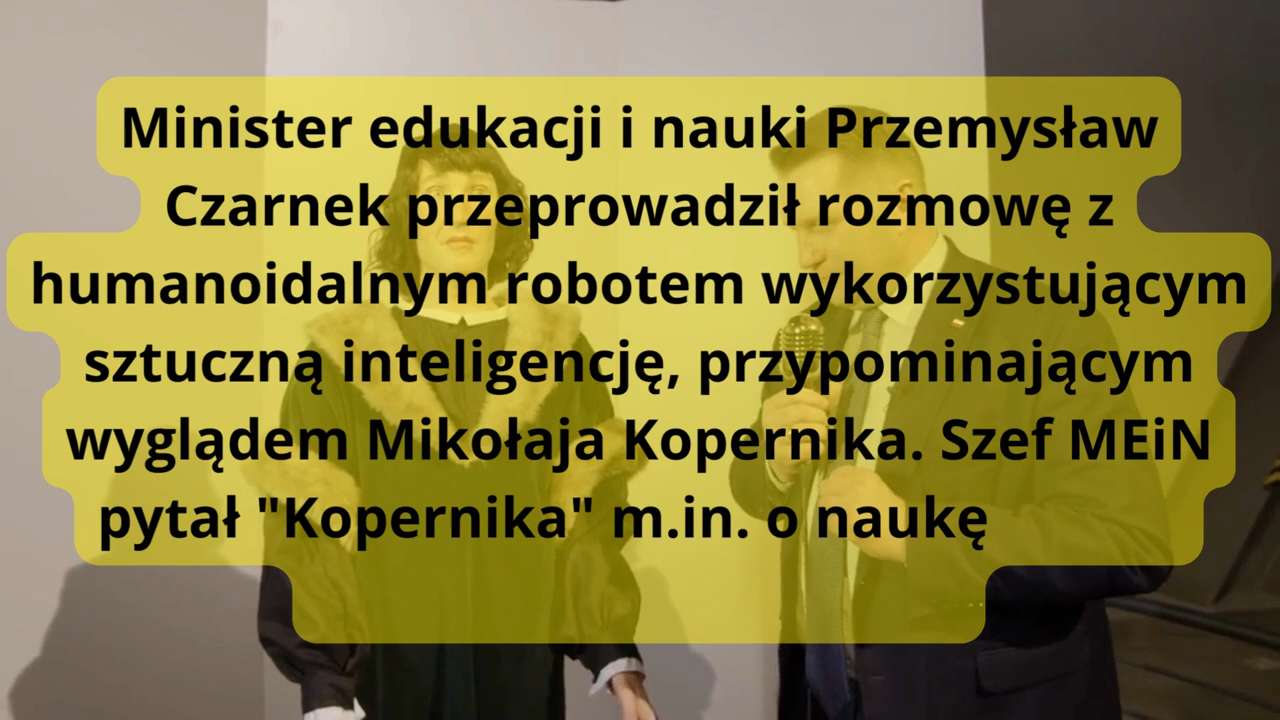 Minister edukacji i nauki Przemysław
Czarnek przeprowadził rozmowę z
humanoidalnym robotem wykorzystującym
sztuczną inteligencję, przypominającym
wyglądem Mikołaja Kopernika. Szef MEiN
pytał "Kopernika" m.in. o naukę